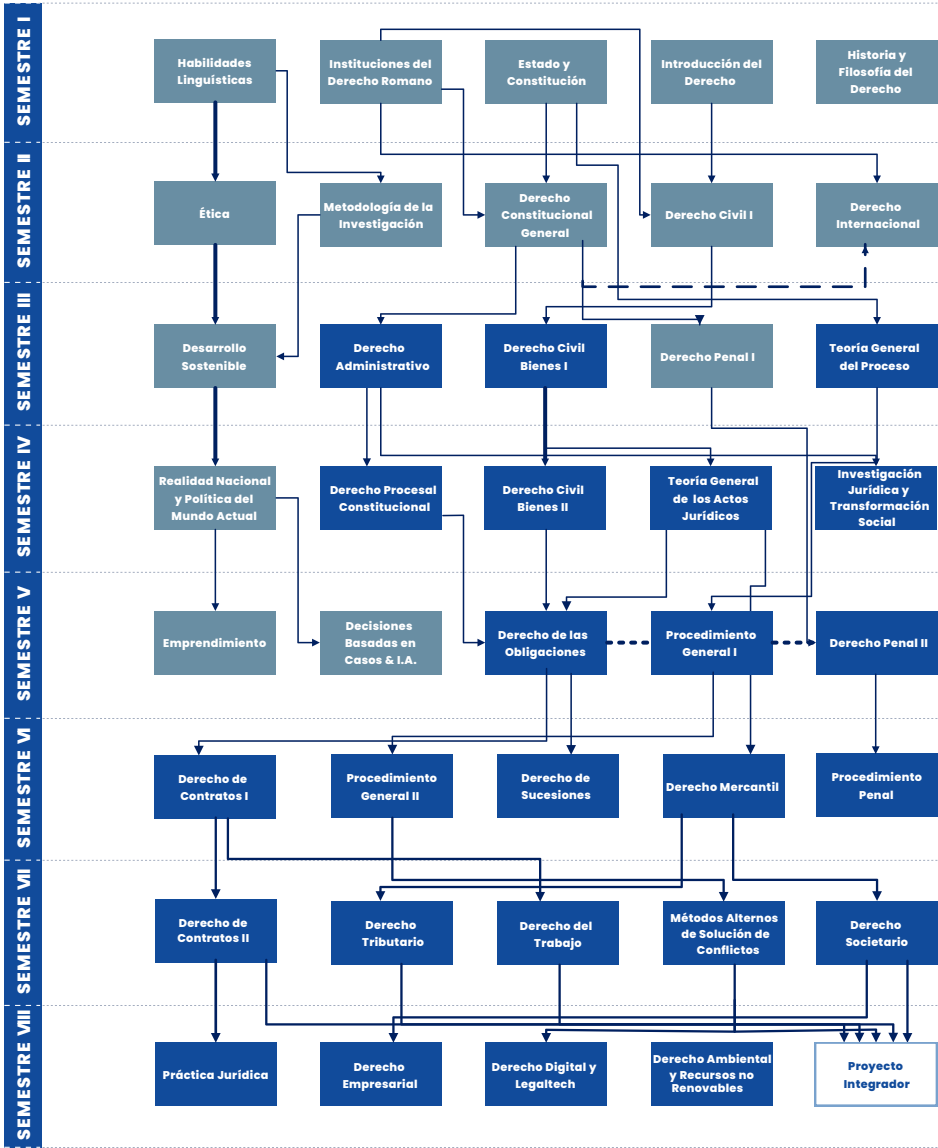 SEMESTRE I
Habilidades
Linguísticas
Instituciones del
Derecho Romano
Estado y
Constitución
Introducción del
Derecho
Historia y
Filosofía del
Derecho
SEMESTRE II
Ética
Metodología de la
Investigación
Derecho
Constitucional
General
Derecho Civil I
Derecho
Internacional
SEMESTRE III
Desarrollo
Sostenible
Derecho
Administrativo
Derecho Civil
Bienes I
Derecho Penal I
Teoría General
del Proceso
SEMESTRE IV
Realidad Nacional
y Política del
Mundo Actual
Derecho Procesal
Constitucional
Derecho Civil
Bienes II
Teoría General
de los Actos
Jurídicos
Investigación
Jurídica y
Transformación
Social
SEMESTRE V
Emprendimiento
Decisiones
Basadas en
Casos & I.A.
Derecho de las
Obligaciones
Procedimiento
General I
Derecho Penal II
SEMESTRE VI
Derecho de
Contratos I
Procedimiento
General II
Derecho de
Sucesiones
Derecho Mercantil
Procedimiento
Penal
SEMESTRE VII
Derecho de
Contratos II
Derecho
Tributario
Derecho del
Trabajo
Métodos Alternos
de Solución de
Conflictos
Derecho
Societario
SEMESTRE VIII
Práctica Jurídica
Derecho
Empresarial
Derecho Digital y
Legaltech
Derecho Ambiental
y Recursos no
Renovables
Proyecto
Integrador